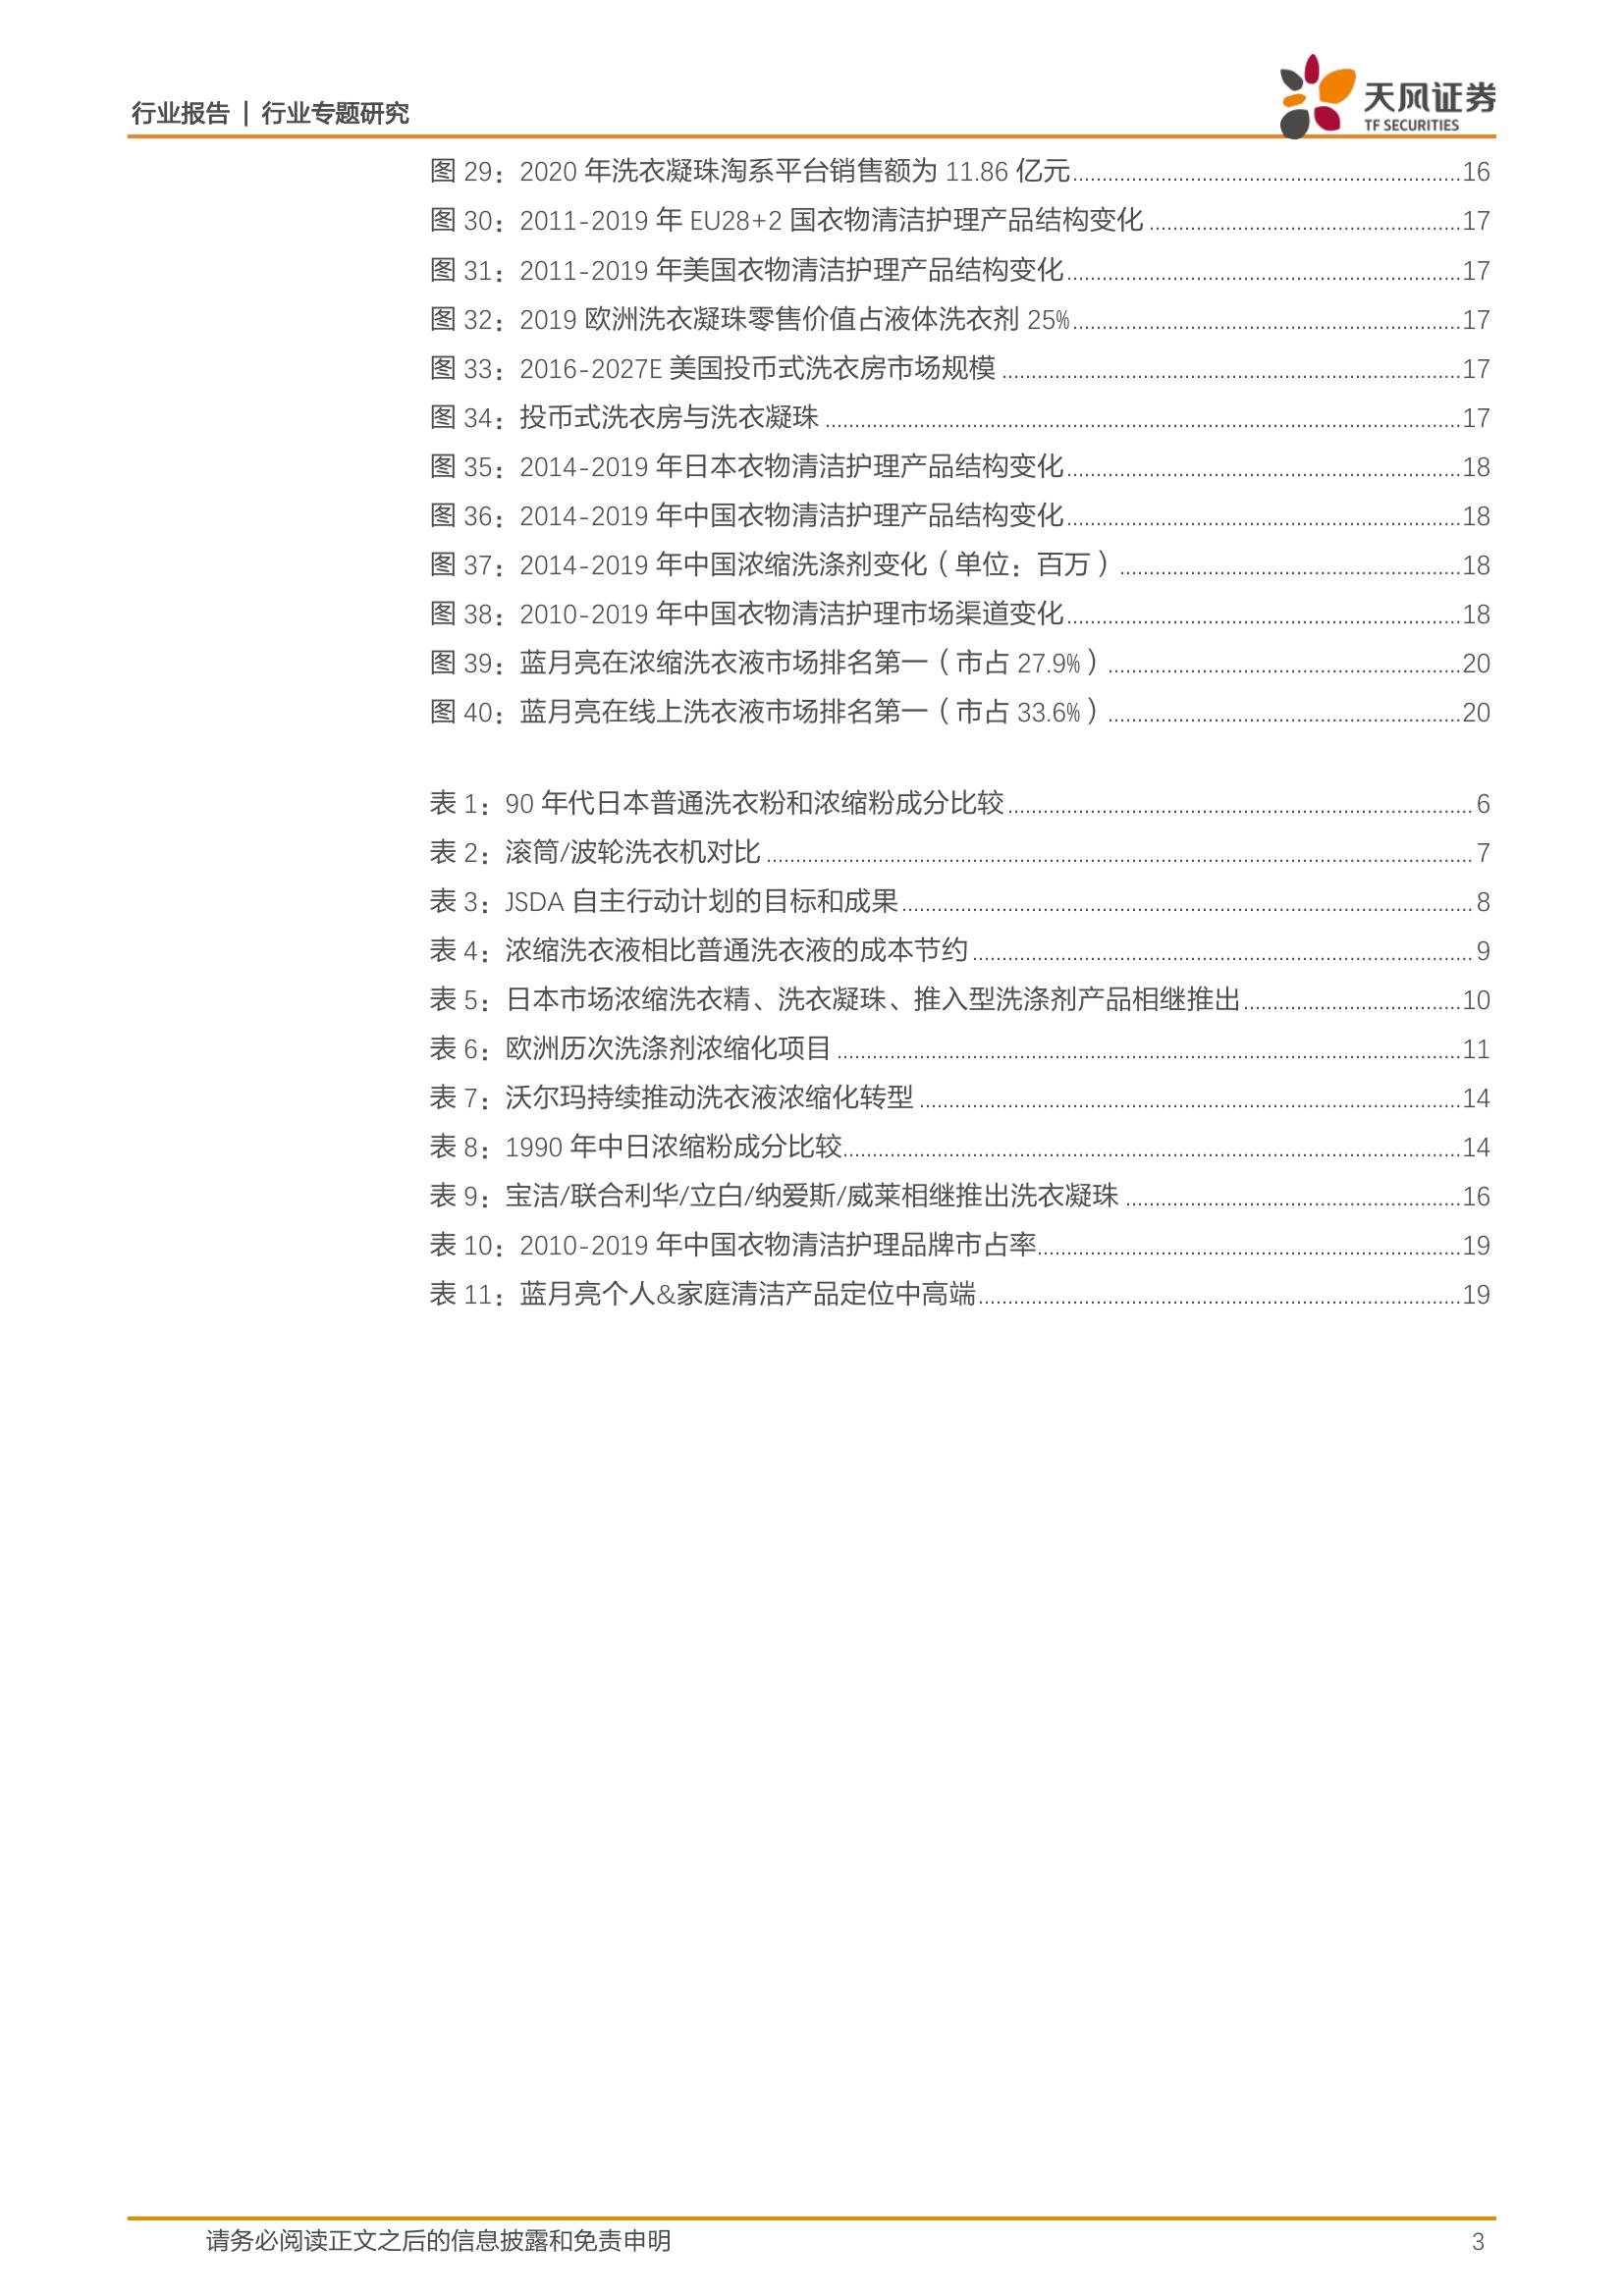 行业报告 | 行业专题研究
天风证券
TF SECURITIES
图 29：2020 年洗衣凝珠淘系平台销售额为 11.86 亿元 16
图 30：2011-2019 年 EU28+2 国衣物清洁护理产品结构变化 17
图 31：2011-2019 年美国衣物清洁护理产品结构变化 17
图 32：2019 欧洲洗衣凝珠零售价值占液体洗衣剂 25% 17
图 33：2016-2027E 美国投币式洗衣房市场规模 17
图 34：投币式洗衣房与洗衣凝珠 17
图 35：2014-2019 年日本衣物清洁护理产品结构变化 18
图 36：2014-2019 年中国衣物清洁护理产品结构变化 18
图 37：2014-2019 年中国浓缩洗涤剂变化（单位：百万） 18
图 38：2010-2019 年中国衣物清洁护理市场渠道变化 18
图 39：蓝月亮在浓缩洗衣液市场排名第一（市占 27.9%） 20
图 40：蓝月亮在线上洗衣液市场排名第一（市占 33.6%） 20
表 1：90 年代日本普通洗衣粉和浓缩粉成分比较 6
表 2：滚筒/波轮洗衣机对比 7
表 3：JSDA 自主行动计划的目标和成果 8
表 4：浓缩洗衣液相比普通洗衣液的成本节约 9
表 5：日本市场浓缩洗衣精、洗衣凝珠、推入型洗涤剂产品相继推出 10
表 6：欧洲历次洗涤剂浓缩化项目 11
表 7：沃尔玛持续推动洗衣液浓缩化转型 14
表 8：1990 年中日浓缩粉成分比较 14
表 9：宝洁/联合利华/立白/纳爱斯/威莱相继推出洗衣凝珠 16
表 10：2010-2019 年中国衣物清洁护理品牌市占率 19
表 11：蓝月亮个人&家庭清洁产品定位中高端 19
请务必阅读正文之后的信息披露和免责申明 3